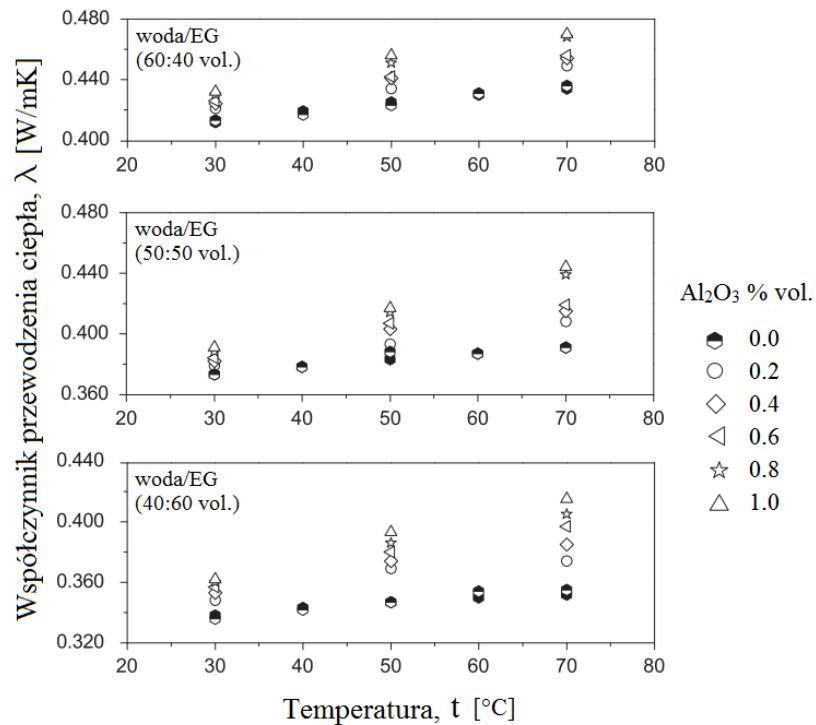 Współczynnik przewodzenia ciepła, λ [W/mK]
woda/EG
(60:40 vol.)
0.480
0.440
0.400
20 30 40 50 60 70 80
woda/EG
(50:50 vol.)
0.480
0.440
0.400
0.360
20 30 40 50 60 70 80
woda/EG
(40:60 vol.)
0.440
0.400
0.360
0.320
20 30 40 50 60 70 80
Temperatura, t [°C]
Al₂O₃ % vol.
0.0
0.2
0.4
0.6
0.8
1.0